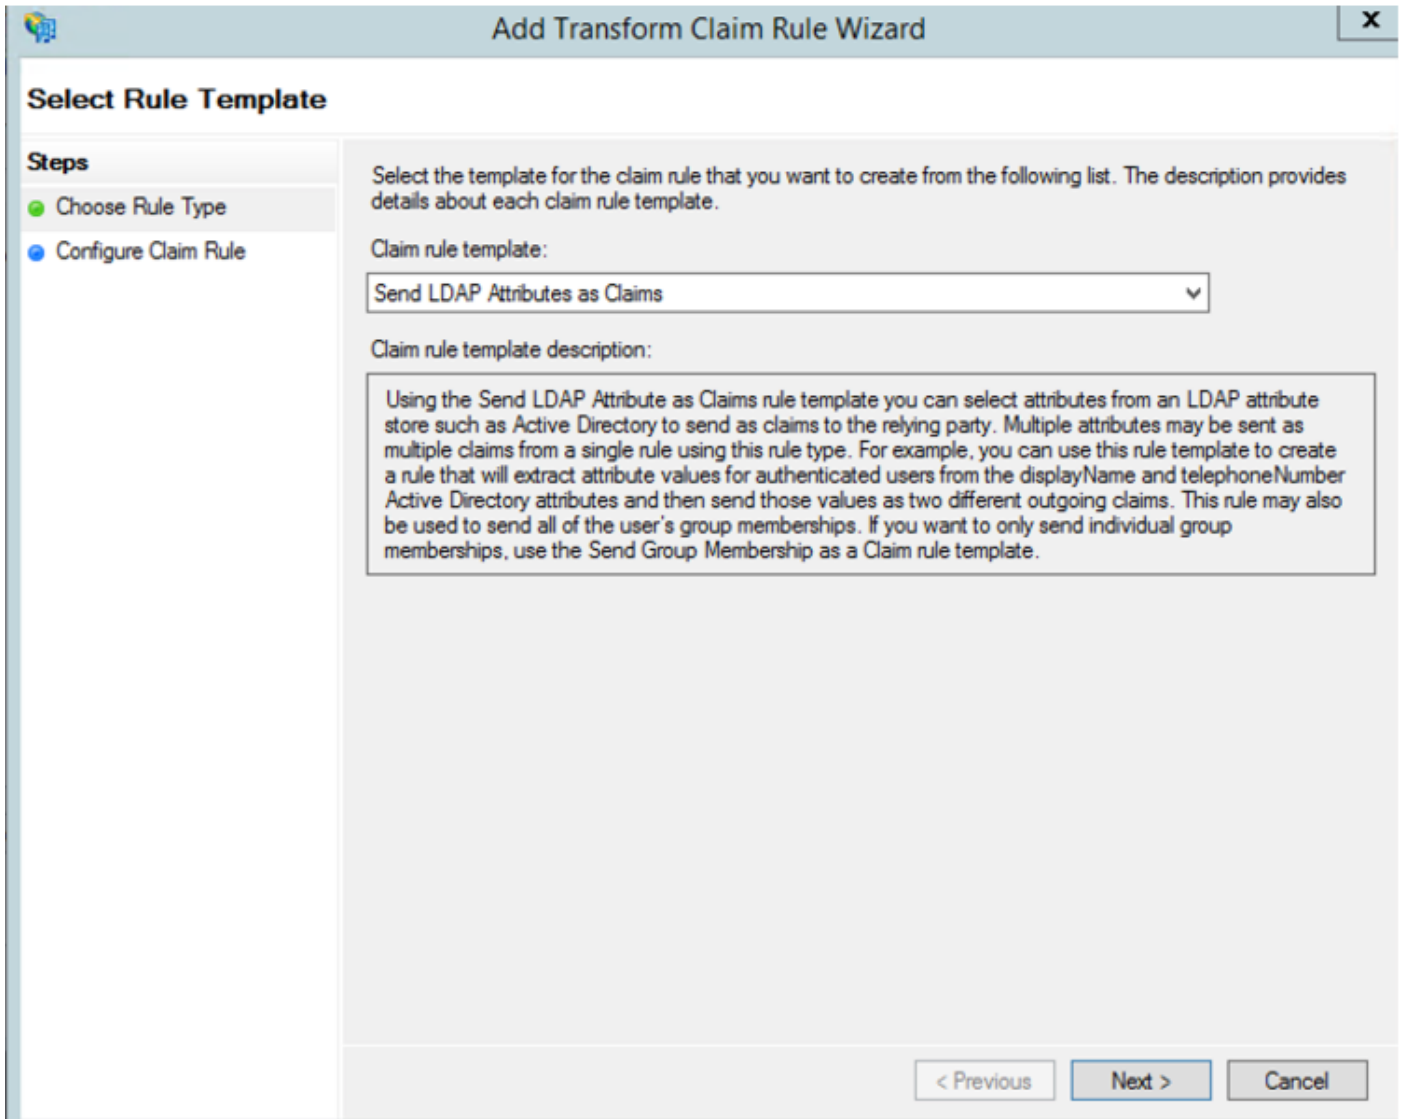 Add Transform Claim Rule Wizard
x
Select Rule Template
Steps
Choose Rule Type
Configure Claim Rule
Select the template for the claim rule that you want to create from the following list. The description provides
details about each claim rule template.
Claim rule template:
Send LDAP Attributes as Claims
Claim rule template description:
Using the Send LDAP Attribute as Claims rule template you can select attributes from an LDAP attribute
store such as Active Directory to send as claims to the relying party. Multiple attributes may be sent as
multiple claims from a single rule using this rule type. For example, you can use this rule template to create
a rule that will extract attribute values for authenticated users from the displayName and telephoneNumber
Active Directory attributes and then send those values as two different outgoing claims. This rule may also
be used to send all of the user's group memberships. If you want to only send individual group
memberships, use the Send Group Membership as a Claim rule template.
< Previous
Next >
Cancel